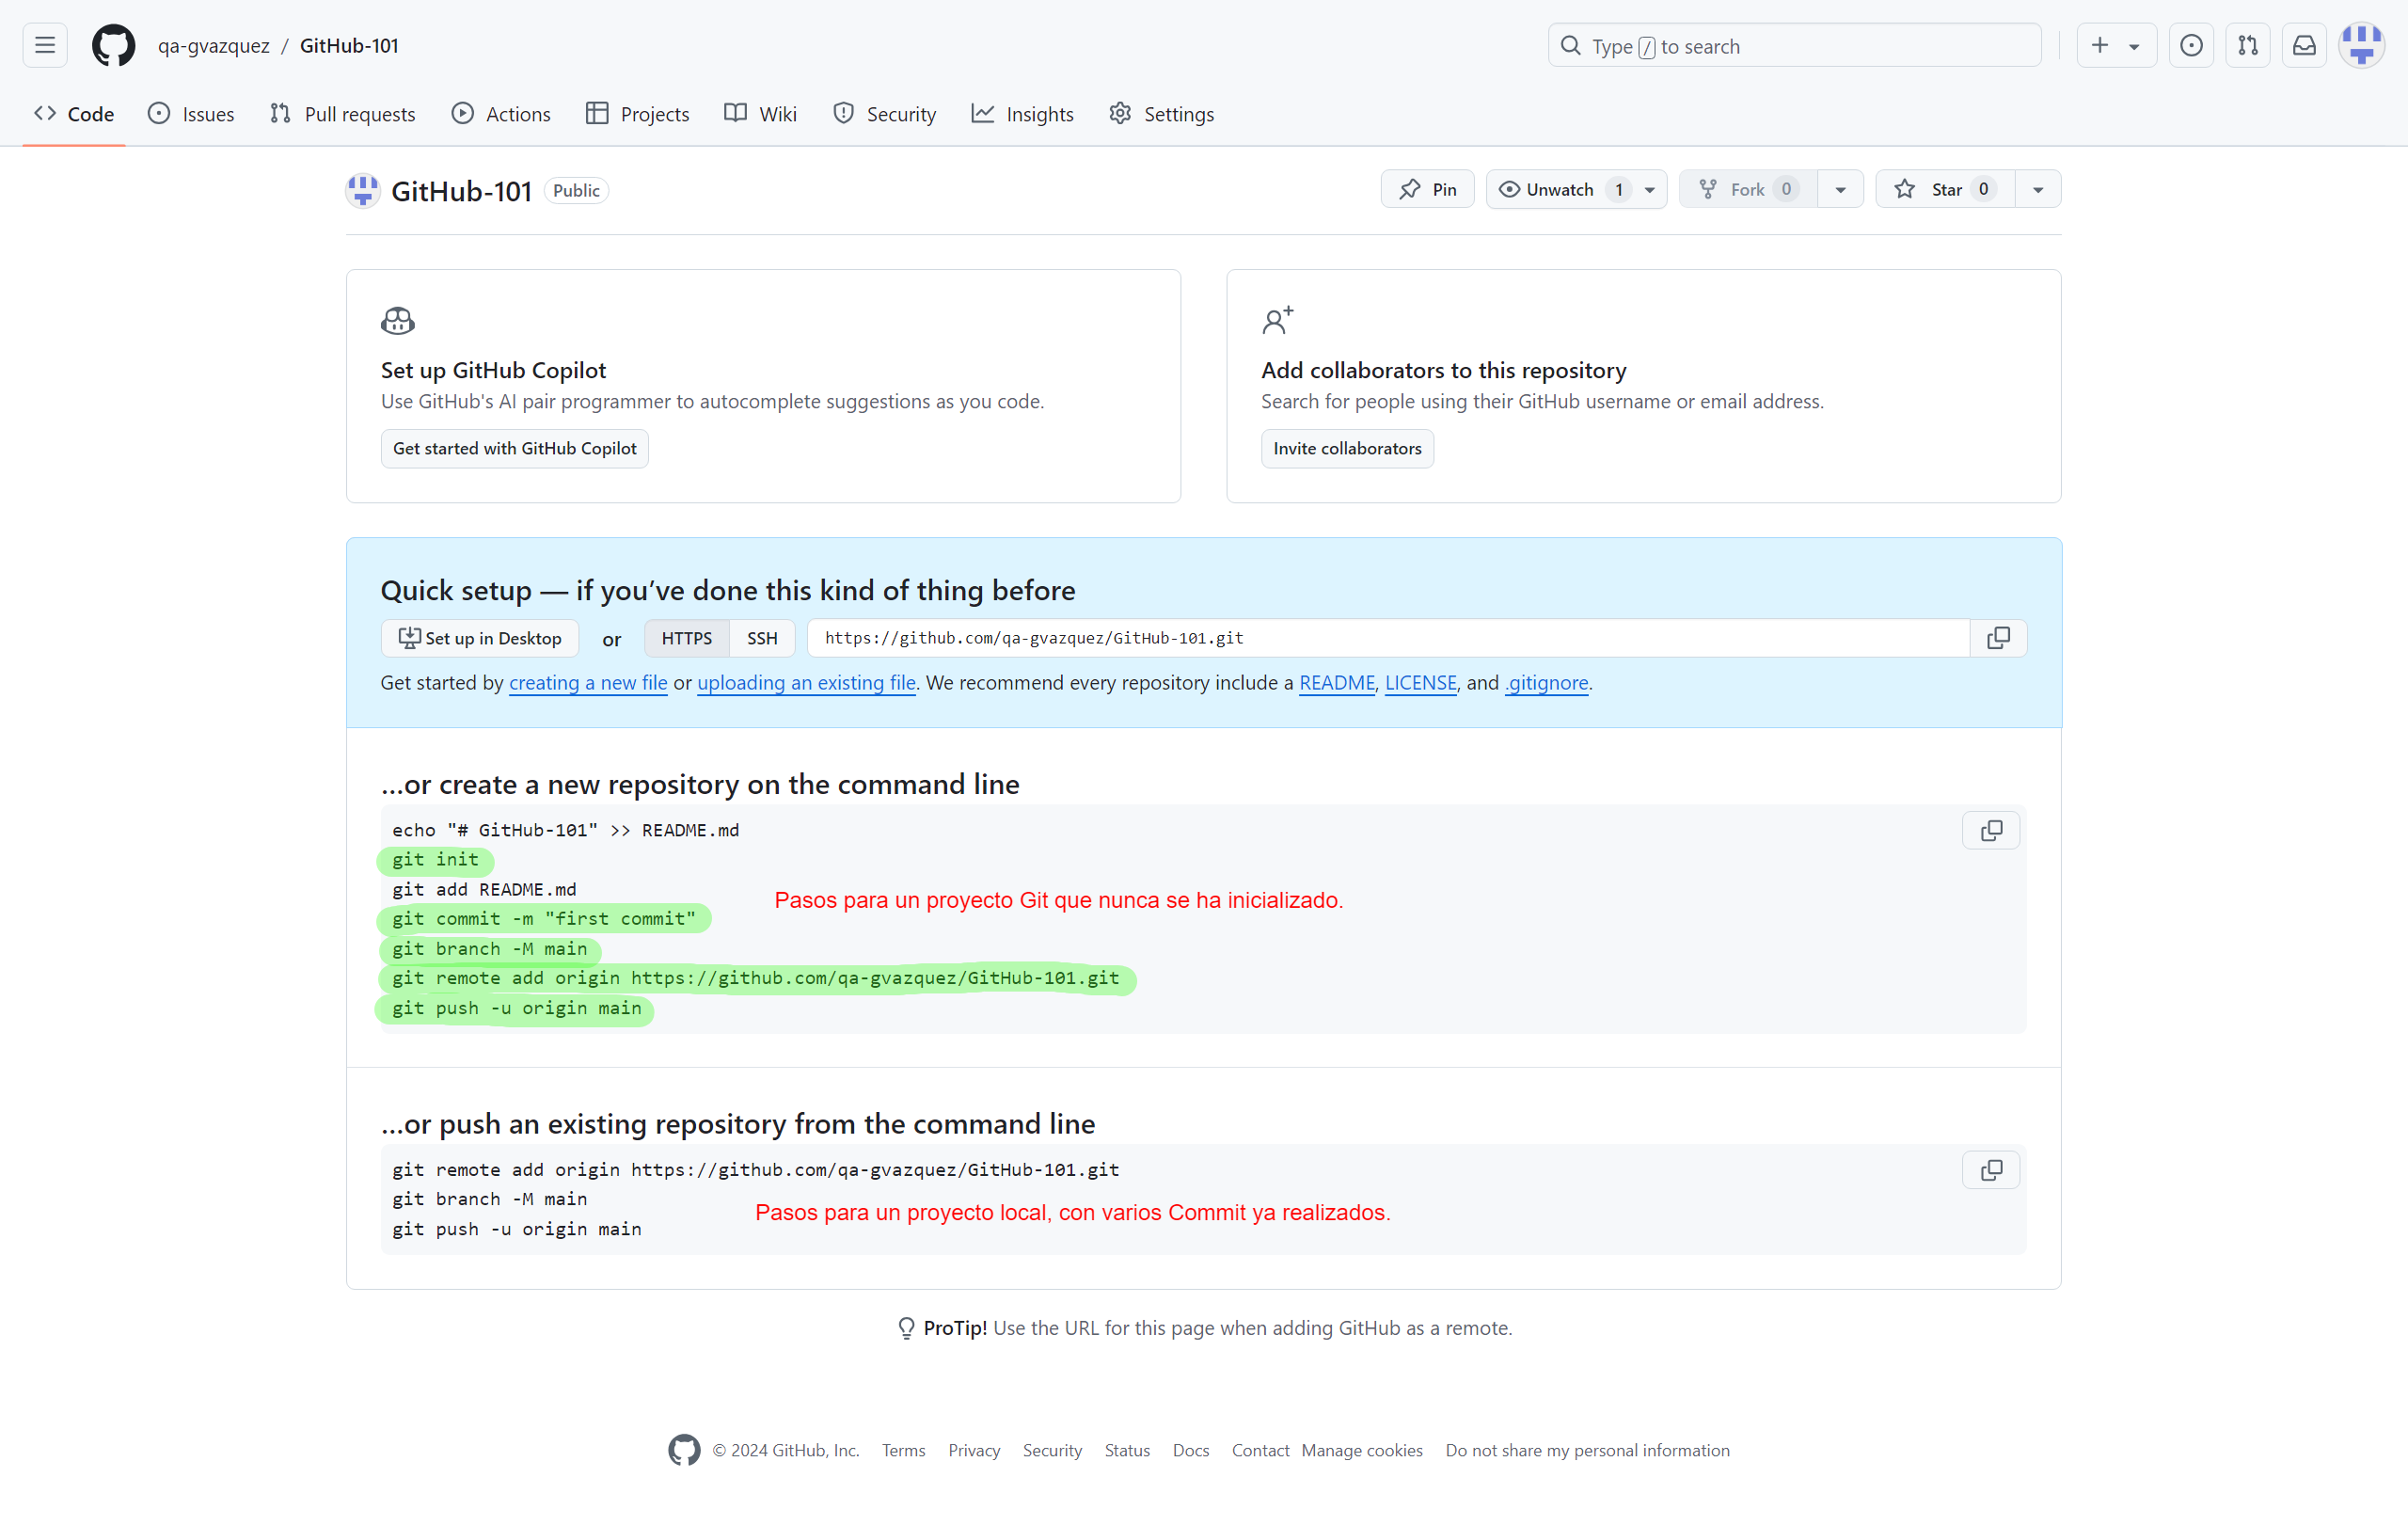 qa-gvazquez / GitHub-101
Type / to search
Code Issues Pull requests Actions Projects Wiki Security Insights Settings
GitHub-101 Public
Pin Unwatch 1 Fork 0 Star 0
Set up GitHub Copilot
Use GitHub's AI pair programmer to autocomplete suggestions as you code.
Get started with GitHub Copilot
Add collaborators to this repository
Search for people using their GitHub username or email address.
Invite collaborators
Quick setup — if you’ve done this kind of thing before
Set up in Desktop or HTTPS SSH https://github.com/qa-gvazquez/GitHub-101.git
Get started by creating a new file or uploading an existing file. We recommend every repository include a README, LICENSE, and .gitignore.
...or create a new repository on the command line
echo "# GitHub-101" >> README.md
git init
git add README.md
Pasos para un proyecto Git que nunca se ha inicializado.
git commit -m "first commit"
git branch -M main
git remote add origin https://github.com/qa-gvazquez/GitHub-101.git
git push -u origin main
...or push an existing repository from the command line
git remote add origin https://github.com/qa-gvazquez/GitHub-101.git
git branch -M main
Pasos para un proyecto local, con varios Commit ya realizados.
git push -u origin main
ProTip! Use the URL for this page when adding GitHub as a remote.
© 2024 GitHub, Inc. Terms Privacy Security Status Docs Contact Manage cookies Do not share my personal information